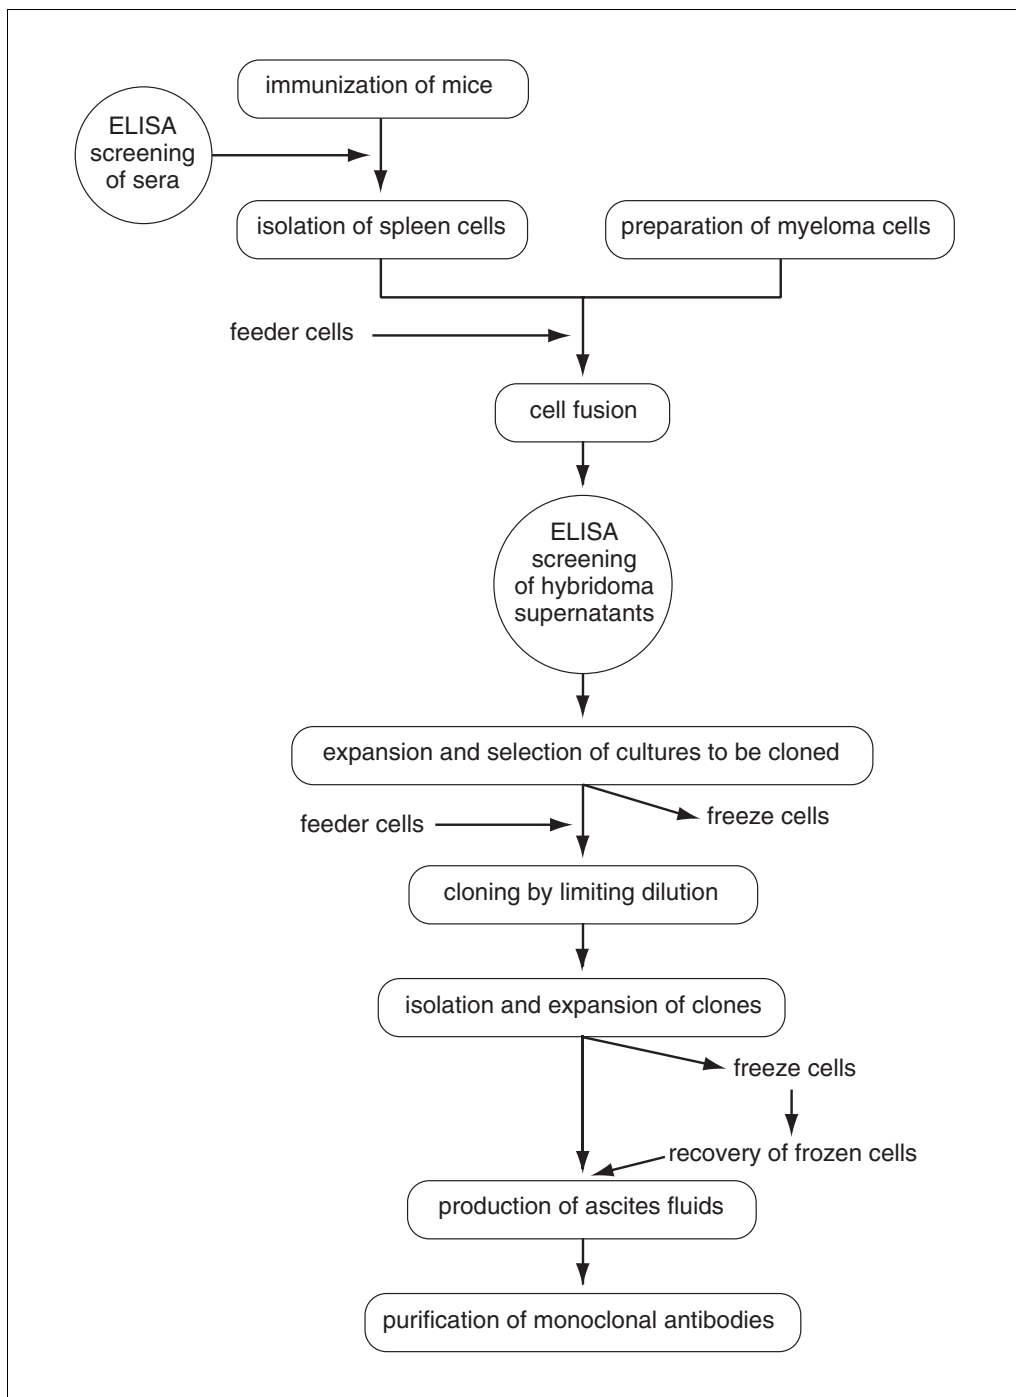 immunization of mice
ELISA
screening
of sera
isolation of spleen cells
preparation of myeloma cells
feeder cells
cell fusion
ELISA
screening
of hybridoma
supernatants
expansion and selection of cultures to be cloned
feeder cells
freeze cells
cloning by limiting dilution
isolation and expansion of clones
freeze cells
recovery of frozen cells
production of ascites fluids
purification of monoclonal antibodies